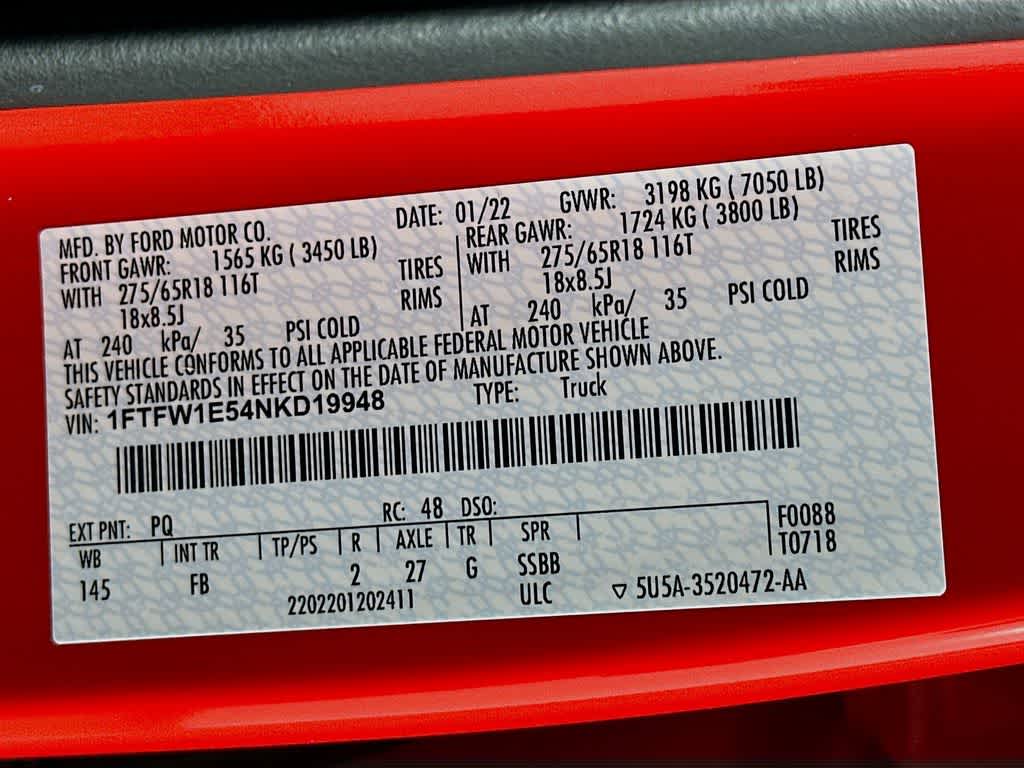 MFD. BY FORD MOTOR CO. DATE: 01/22 GVWR: 3198 KG ( 7050 LB)
FRONT GAWR: 1565 KG ( 3450 LB) REAR GAWR: 1724 KG ( 3800 LB)
WITH 275/65R18 116T TIRES WITH 275/65R18 116T TIRES
18x8.5J RIMS 18x8.5J RIMS
AT 240 kPa/ 35 PSI COLD AT 240 kPa/ 35 PSI COLD
THIS VEHICLE CONFORMS TO ALL APPLICABLE FEDERAL MOTOR VEHICLE
SAFETY STANDARDS IN EFFECT ON THE DATE OF MANUFACTURE SHOWN ABOVE.
VIN: 1FTFW1E54NKD19948 TYPE: Truck
EXT PNT: PQ RC: 48 DSO:
WB INT TR TP/PS R AXLE TR SPR F0088
145 FB 2 27 G SSBB T0718
2202201202411 ULC ▽ 5U5A-3520472-AA